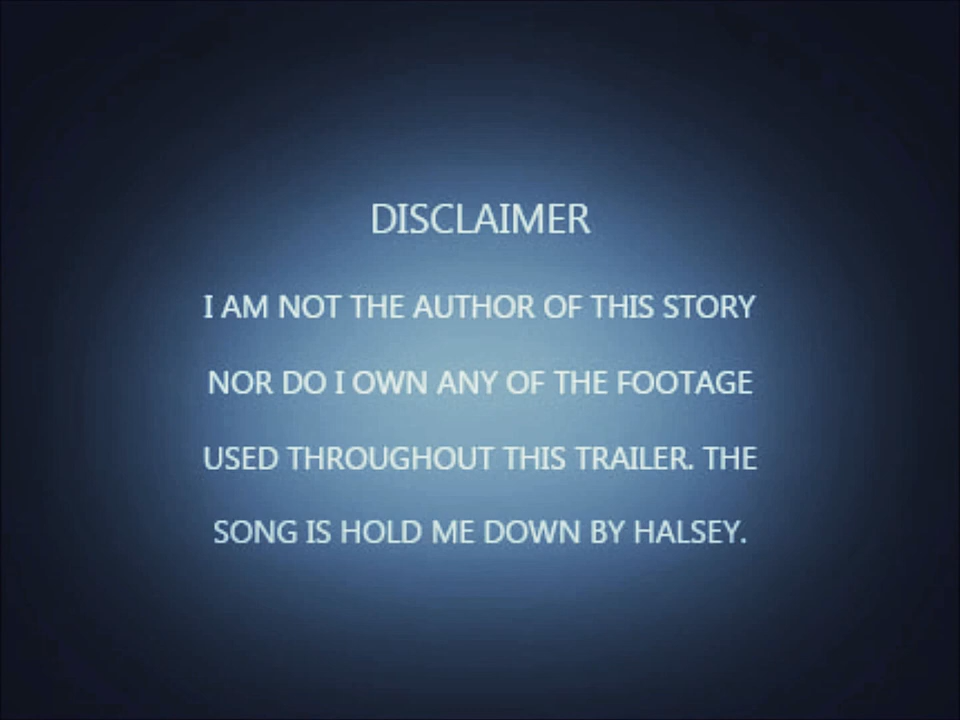 DISCLAIMER
I AM NOT THE AUTHOR OF THIS STORY
NOR DO I OWN ANY OF THE FOOTAGE
USED THROUGHOUT THIS TRAILER. THE
SONG IS HOLD ME DOWN BY HALSEY.